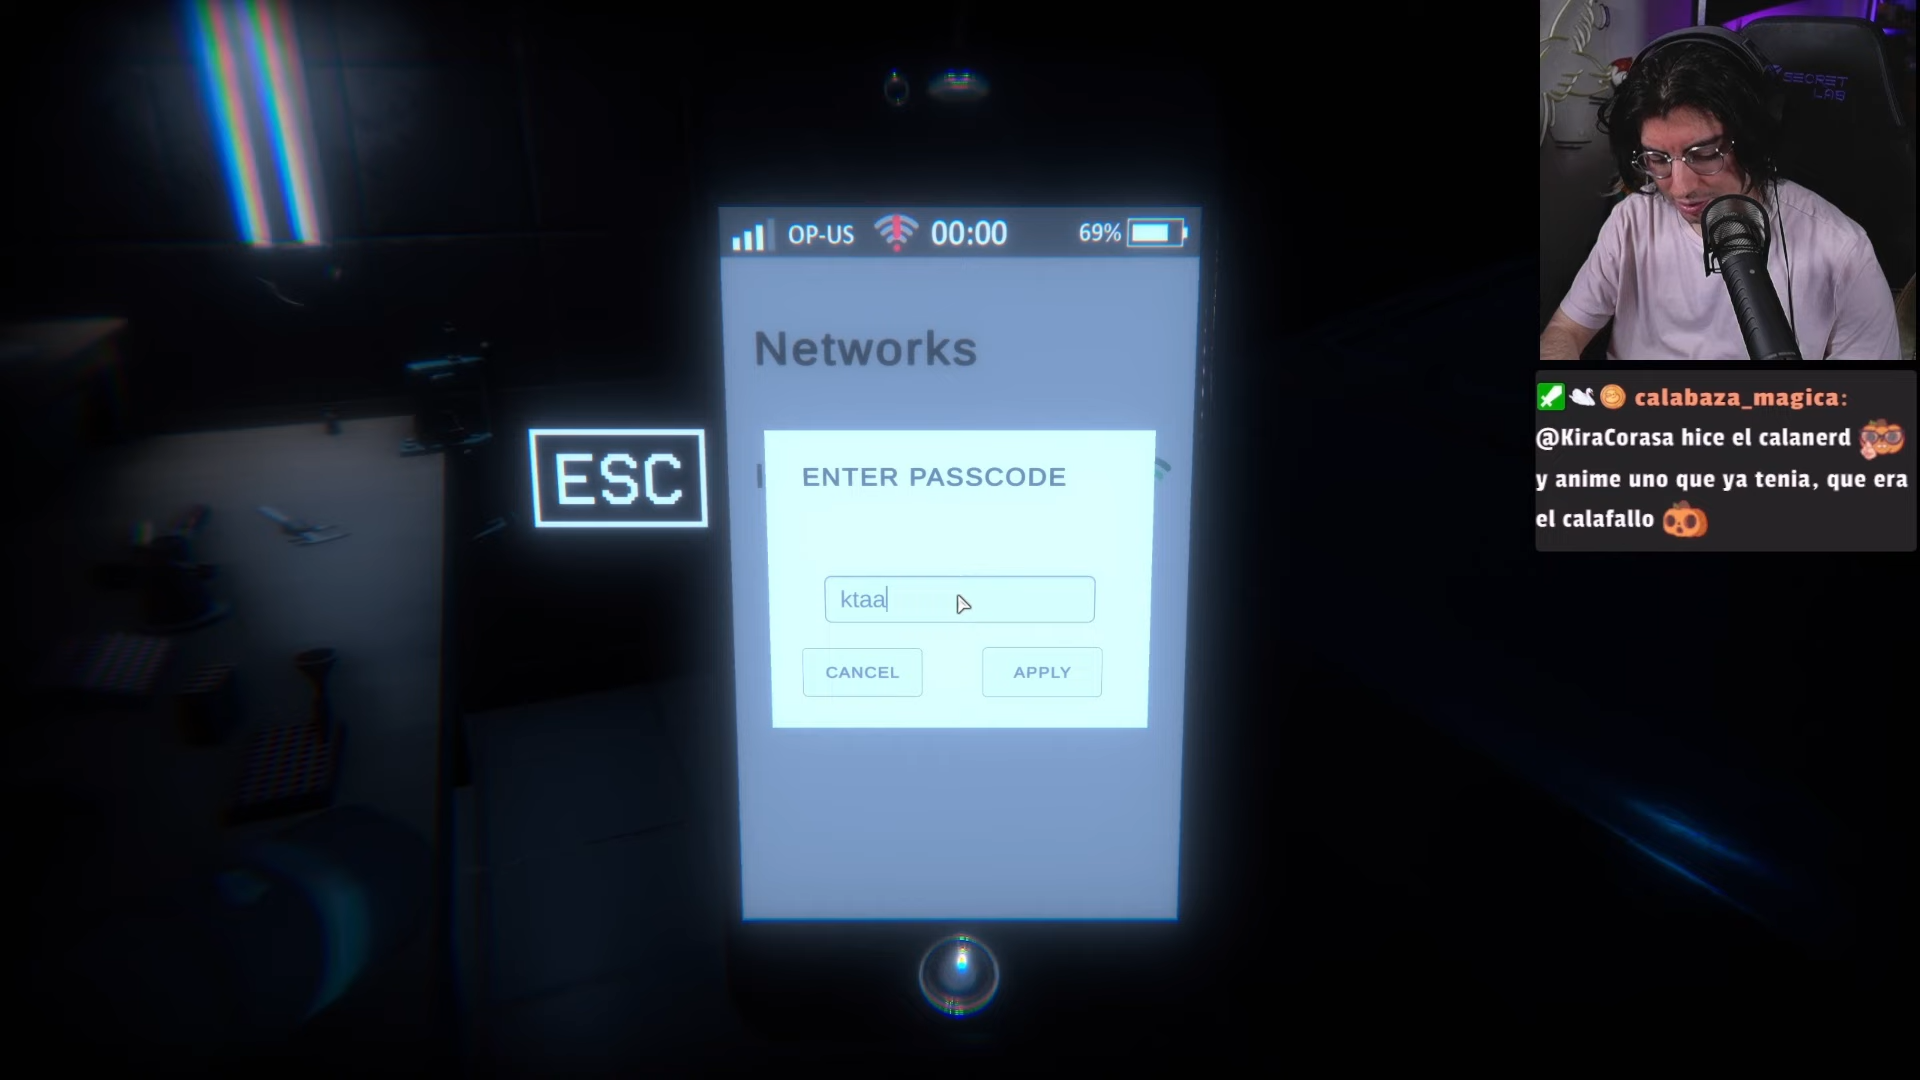 OP-US 00:00 69%
Networks
ESC
ENTER PASSCODE
ktaa
CANCEL APPLY
SECRET
LAB
calabaza_magica:
@KiraCorasa hice el calanerd
y anime uno que ya tenia, que era
el calafallo